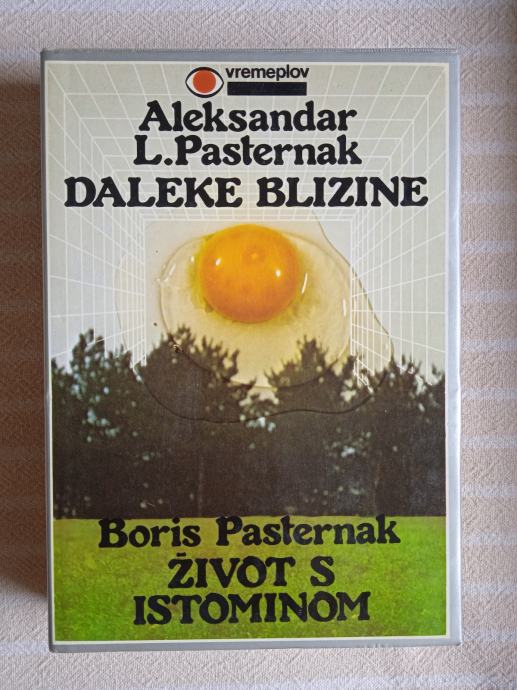 vremeplov
Aleksandar
L.Pasternak
DALEKE BLIZINE
Boris Pasternak
ŽIVOT S
ISTOMINOM